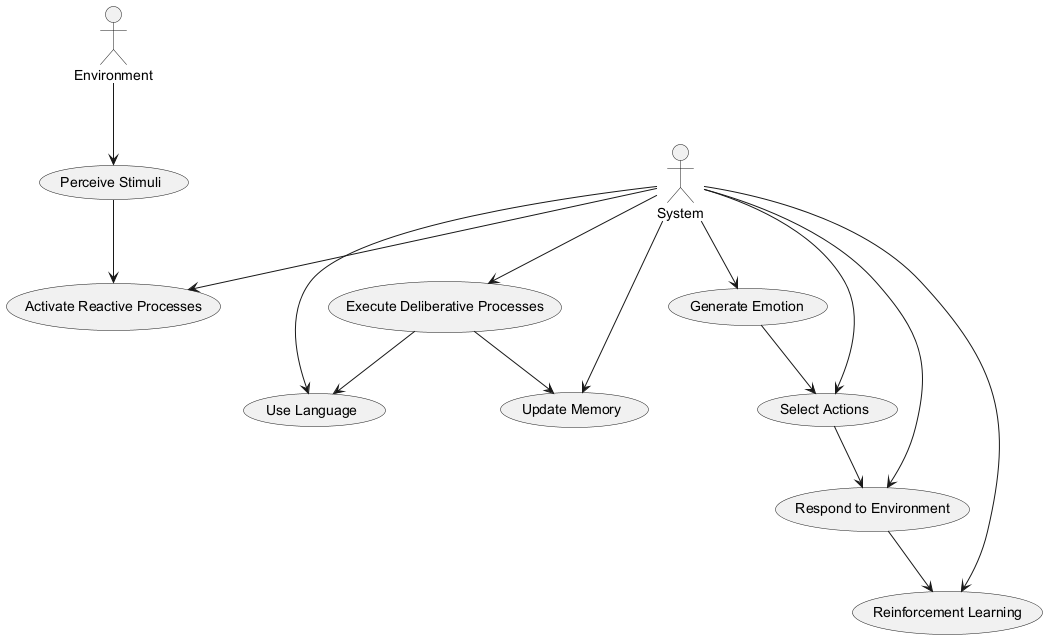 Environment
Perceive Stimuli
System
Activate Reactive Processes
Execute Deliberative Processes
Generate Emotion
Use Language
Update Memory
Select Actions
Respond to Environment
Reinforcement Learning